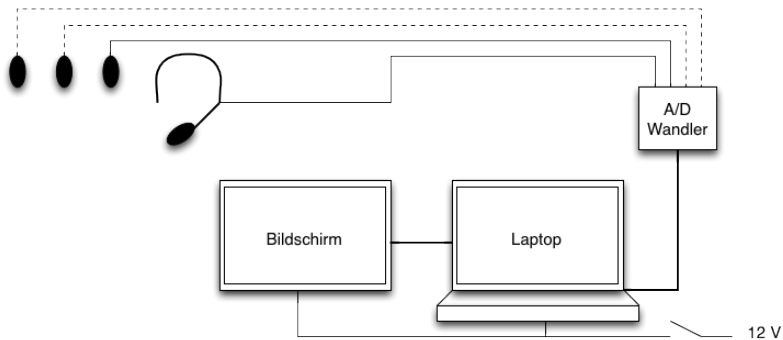 A/D
Wandler
Bildschirm
Laptop
12 V